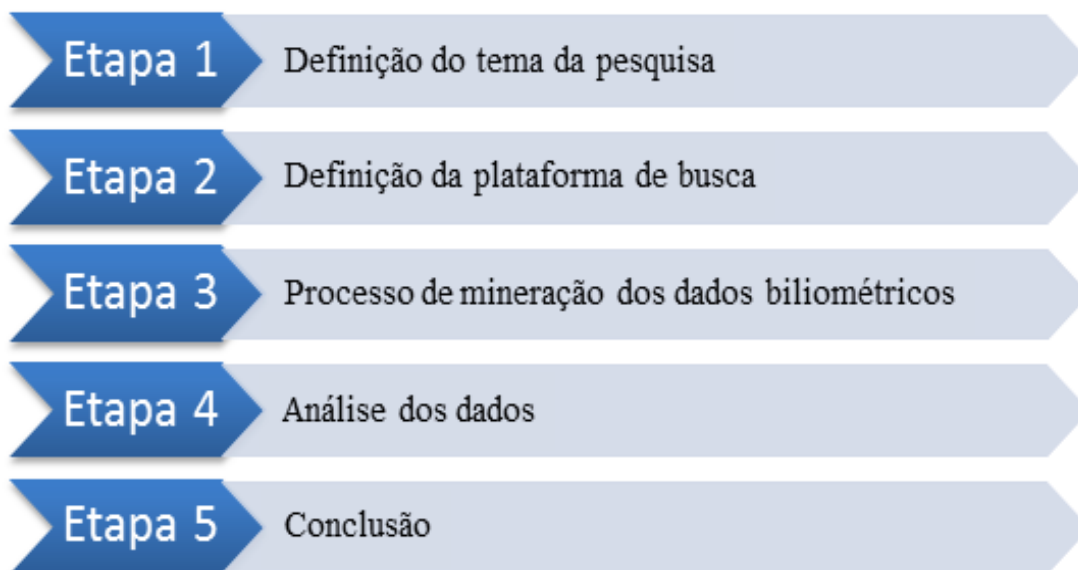 Etapa 1 Definição do tema da pesquisa
Etapa 2 Definição da plataforma de busca
Etapa 3 Processo de mineração dos dados biliométricos
Etapa 4 Análise dos dados
Etapa 5 Conclusão